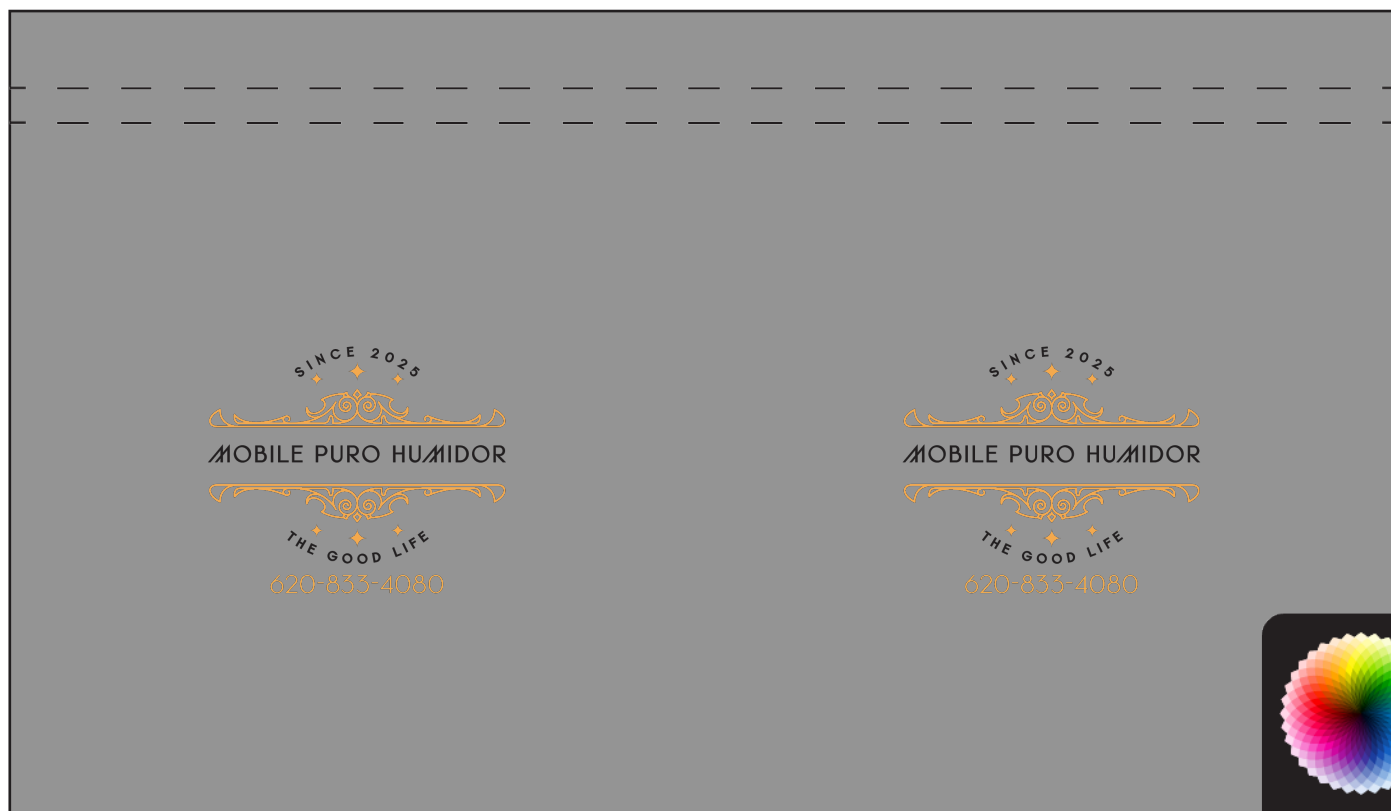 SINCE 2025
MOBILE PURO HUMIDOR
THE GOOD LIFE
620-833-4080
SINCE 2025
MOBILE PURO HUMIDOR
THE GOOD LIFE
620-833-4080